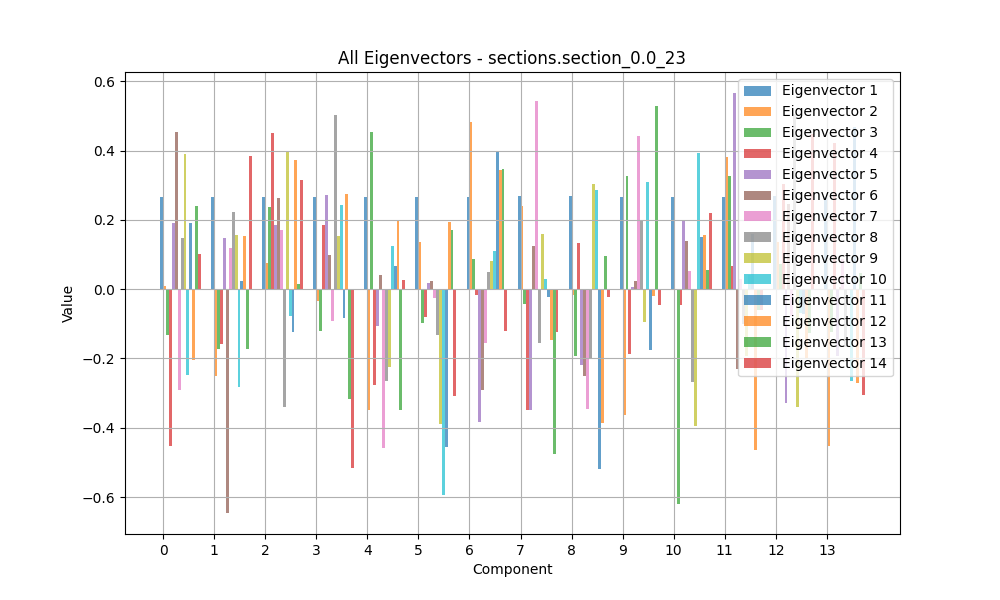 All Eigenvectors - sections.section_0.0_23
Value
0.6
0.4
0.2
0.0
−0.2
−0.4
−0.6
Eigenvector 1
Eigenvector 2
Eigenvector 3
Eigenvector 4
Eigenvector 5
Eigenvector 6
Eigenvector 7
Eigenvector 8
Eigenvector 9
Eigenvector 10
Eigenvector 11
Eigenvector 12
Eigenvector 13
Eigenvector 14
0 1 2 3 4 5 6 7 8 9 10 11 12 13
Component